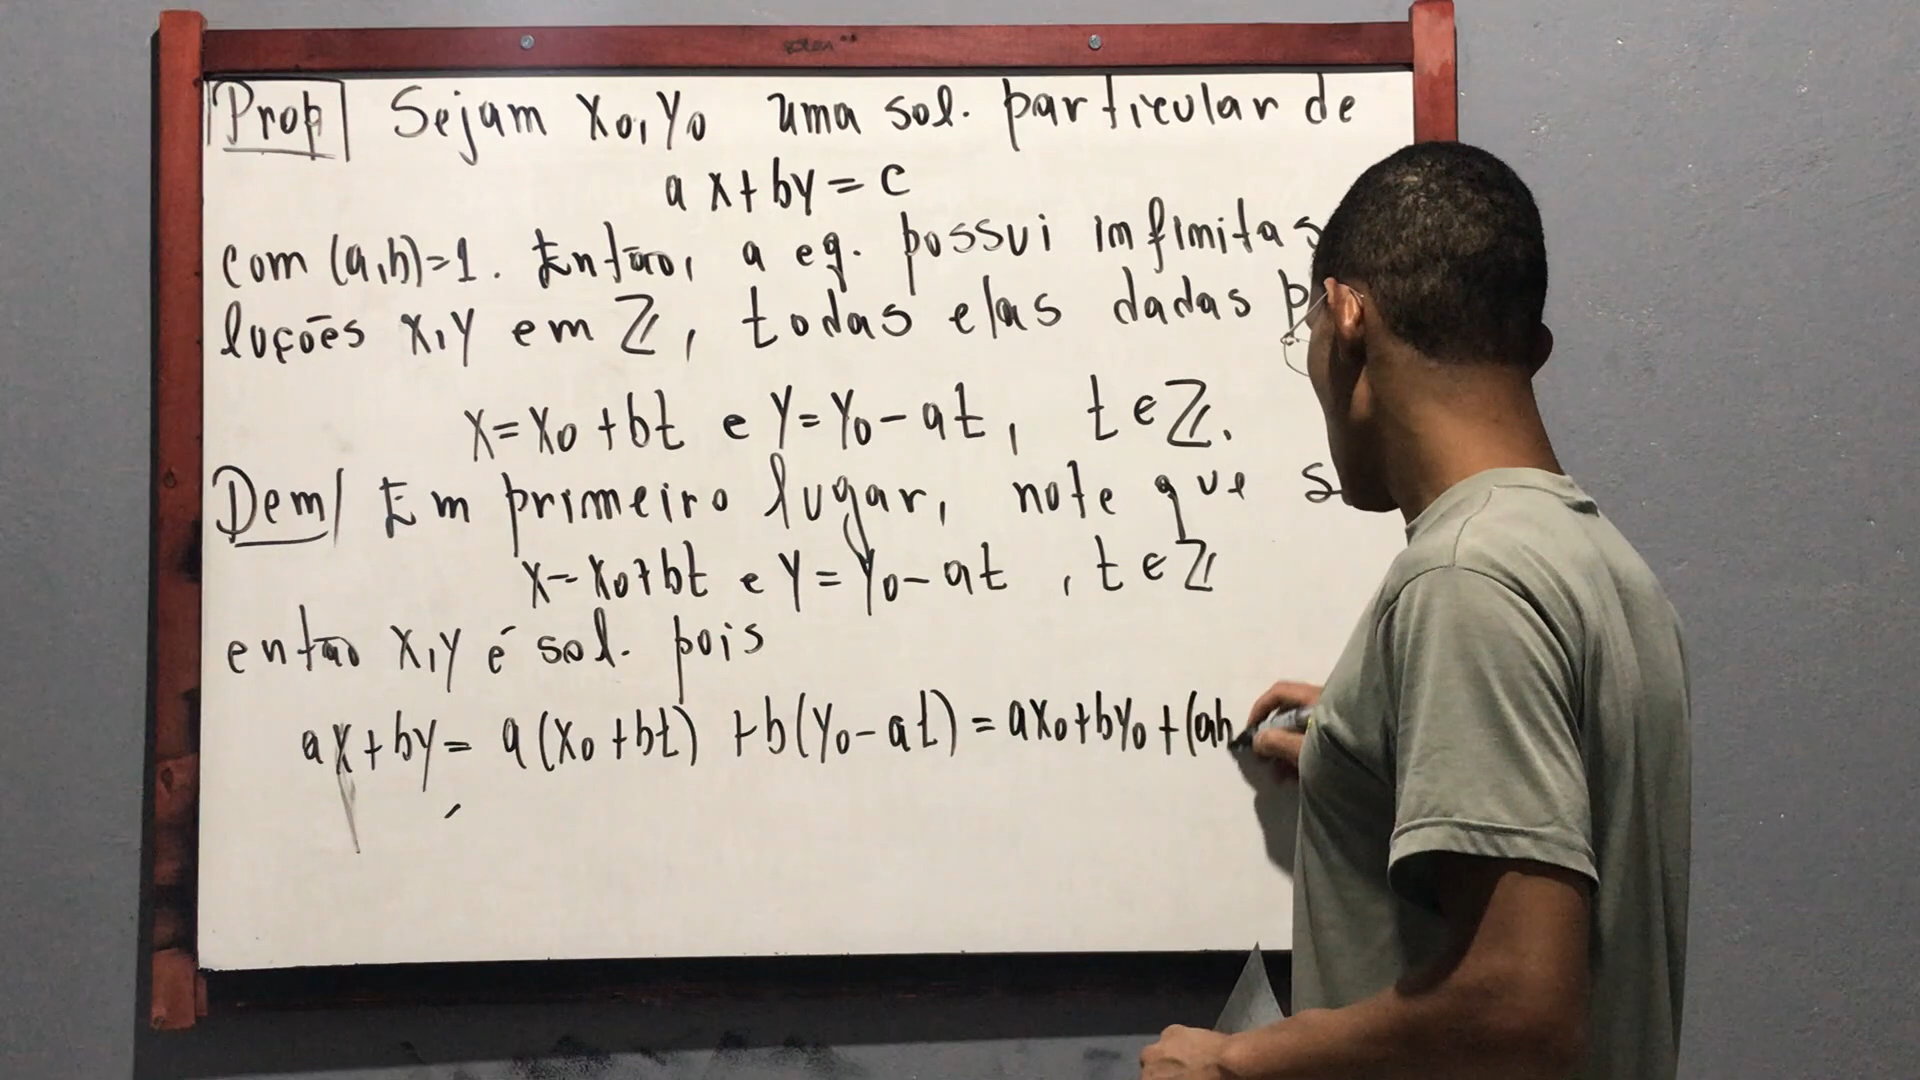 Prop Sejam x₀,y₀ uma sol. particular de
ax+by=c
com (a,b)=1. Então, a eq. possui infinitas
luções x,y em ℤ, todas elas dadas p
x=x₀+bt e y=y₀-at, t∈ℤ.
Dem/ Em primeiro lugar, note que s
x=x₀+bt e y=y₀-at, t∈ℤ
então x,y é sol. pois
ax+by= a(x₀+bt) +b(y₀-at)=ax₀+by₀+(ab